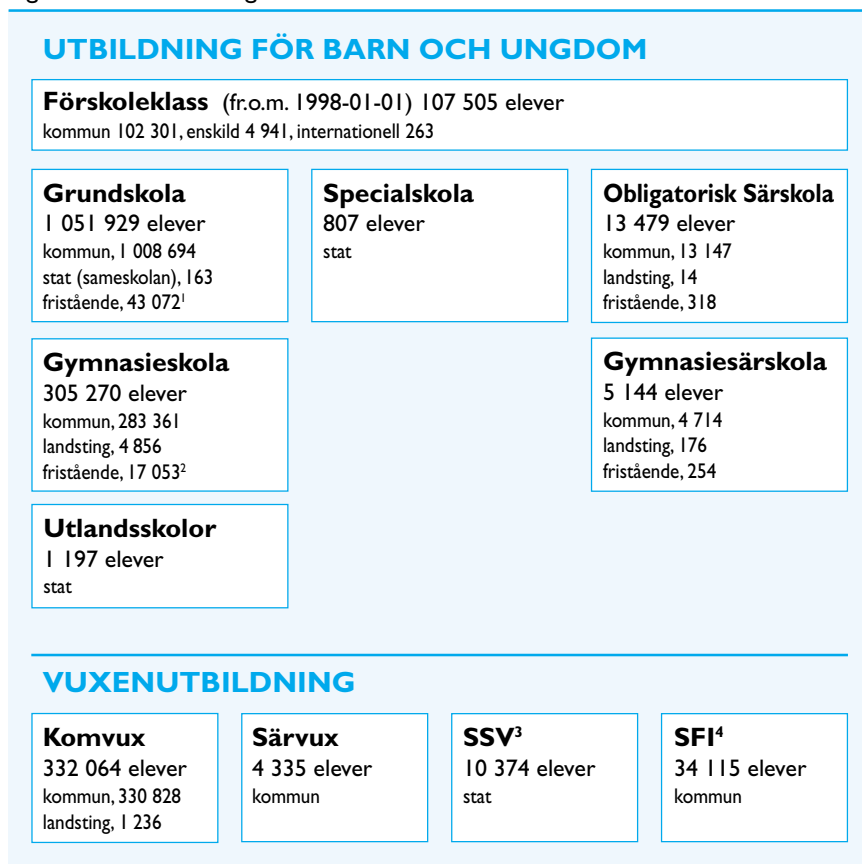 UTBILDNING FÖR BARN OCH UNGDOM
Förskoleklass (fr.o.m. 1998-01-01) 107 505 elever
kommun 102 301, enskild 4 941, internationell 263
Grundskola
1 051 929 elever
kommun, 1 008 694
stat (sameskolan), 163
fristående, 43 072¹
Specialskola
807 elever
stat
Obligatorisk Särskola
13 479 elever
kommun, 13 147
landsting, 14
fristående, 318
Gymnasieskola
305 270 elever
kommun, 283 361
landsting, 4 856
fristående, 17 053²
Gymnasiesärskola
5 144 elever
kommun, 4 714
landsting, 176
fristående, 254
Utlandsskolor
1 197 elever
stat
VUXENUTBILDNING
Komvux
332 064 elever
kommun, 330 828
landsting, 1 236
Särvux
4 335 elever
kommun
SSV³
10 374 elever
stat
SFI⁴
34 115 elever
kommun